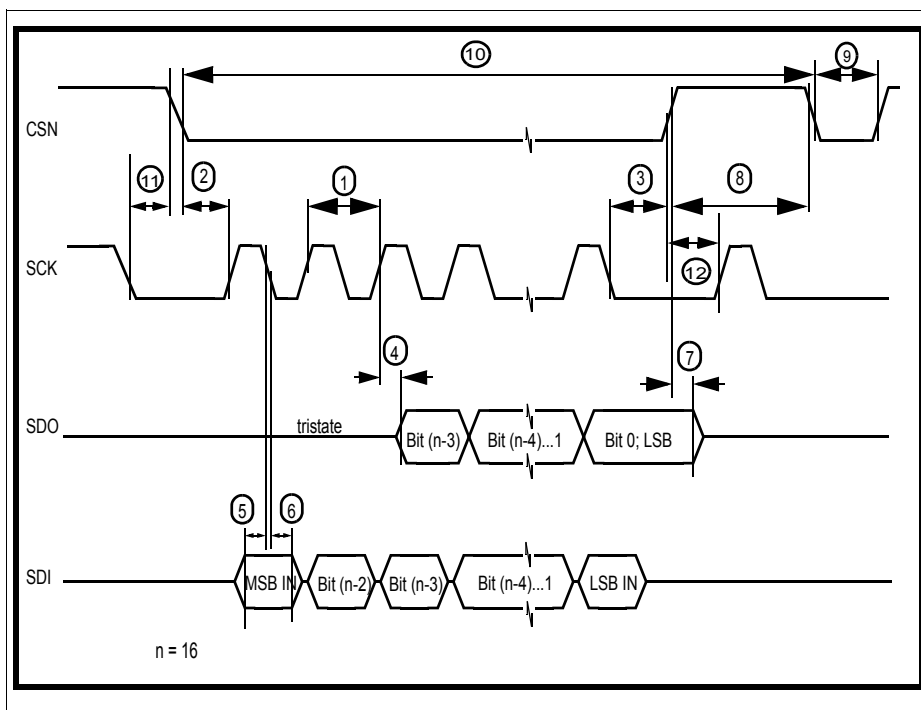 10
9
CSN
11
2
1
3
8
SCK
12
4
7
SDO
tristate
Bit (n-3)
Bit (n-4)...1
Bit 0; LSB
5
6
SDI
MSB IN
Bit (n-2)
Bit (n-3)
Bit (n-4)...1
LSB IN
n = 16